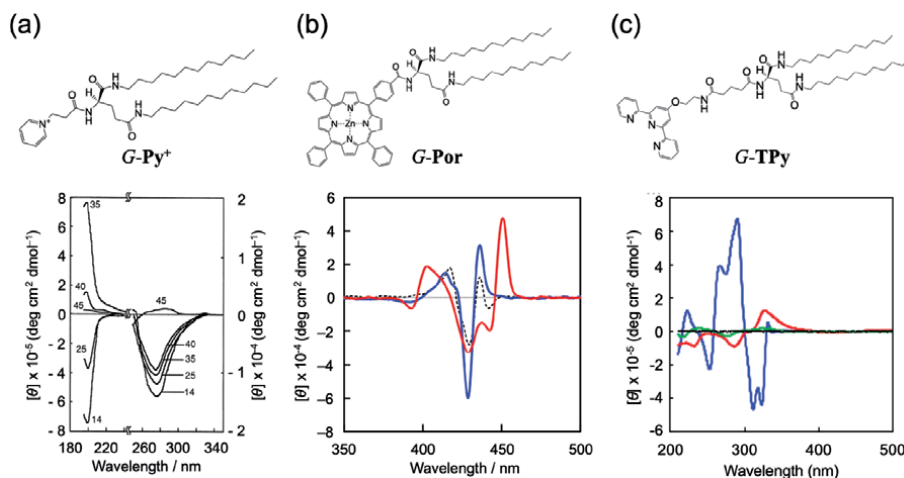 (a)
O
H
N
H
O
N
H
H
N
O
N+
G-Py+
(b)
O
H
N
O
H
N
H
H
N
O
N
N
Zn
N
N
G-Por
(c)
O
H
N
O
H
H
N
N
H
H
N
O
O
O
N
N
N
G-TPy
[θ] x 10-5 (deg cm2 dmol-1)
8
6
4
2
0
- 2
- 4
- 6
- 8
35
40
45
25
14
45
40
35
25
14
2
1
0
- 1
- 2
[θ] x 10-4 (deg cm2 dmol-1)
180
220
260
300
340
Wavelength / nm
[θ] x 10-4 (deg cm2 dmol-1)
6
4
2
0
–2
–4
–6
–8
350
400
450
500
Wavelength / nm
[θ] x 10-5 (deg cm2 dmol-1)
8
6
4
2
0
-2
-4
-6
200
300
400
500
Wavelength (nm)